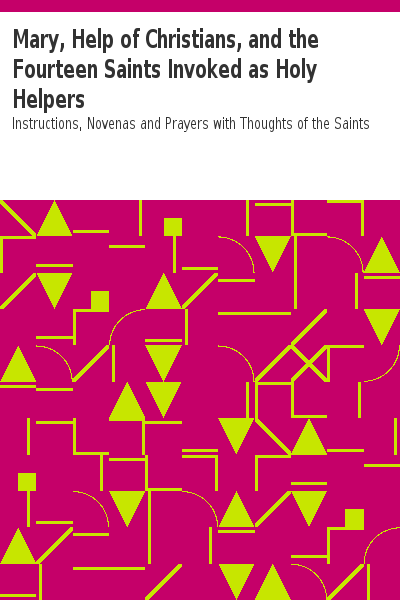 Mary, Help of Christians, and the
Fourteen Saints Invoked as Holy
Helpers
Instructions, Novenas and Prayers with Thoughts of the Saints